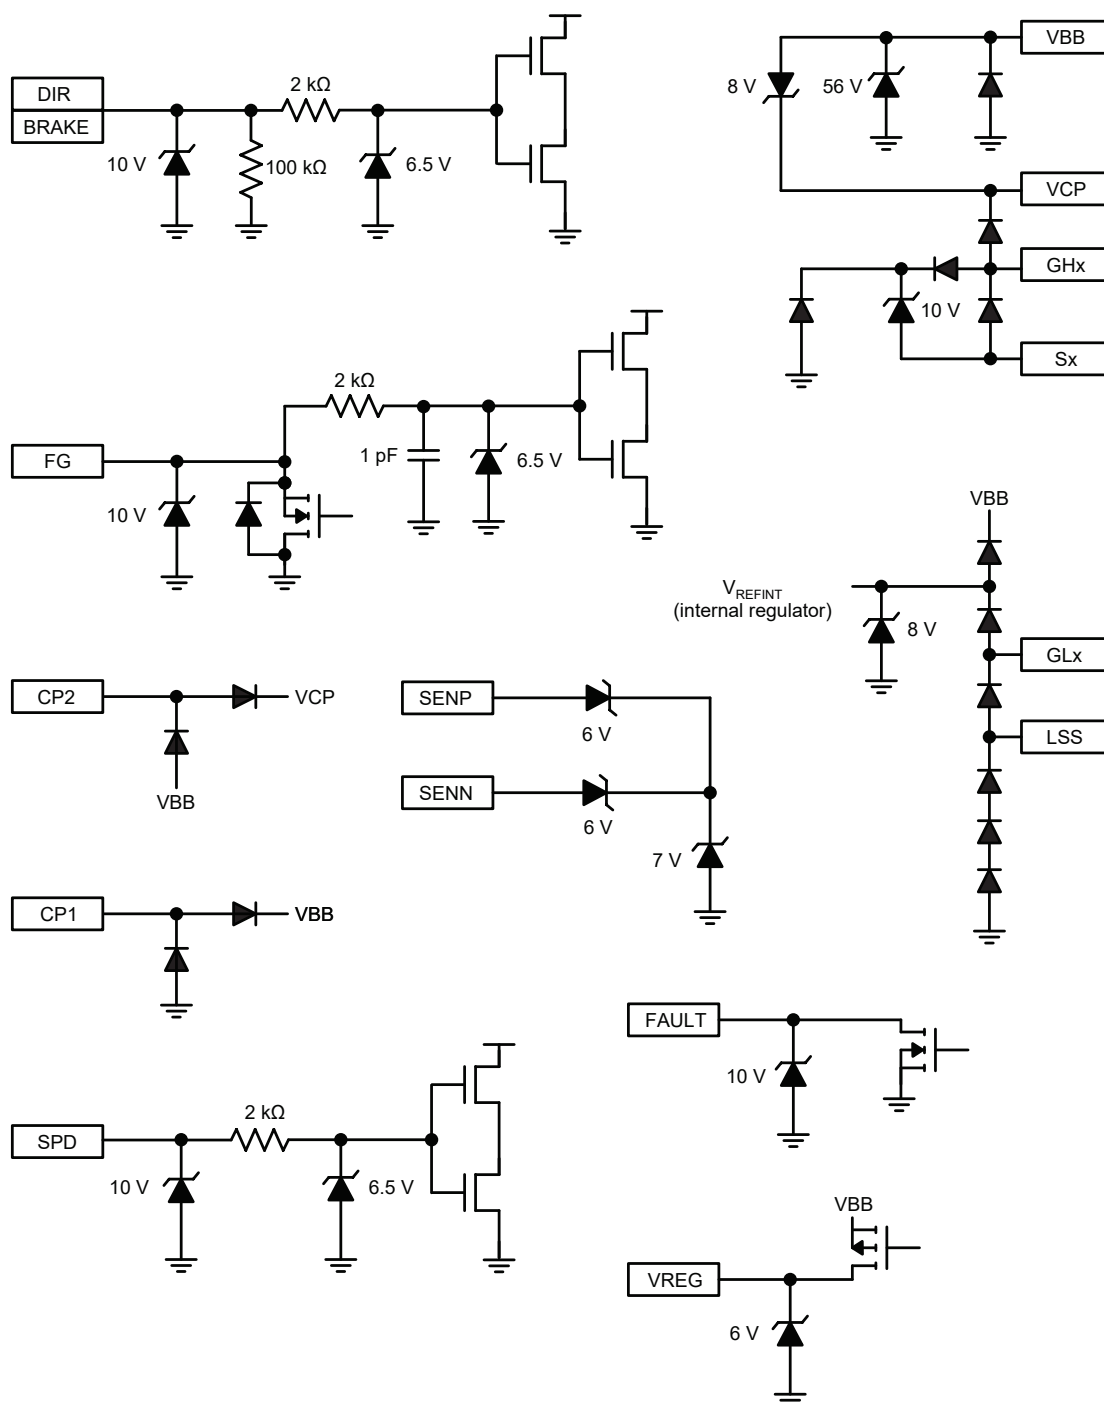 DIR
BRAKE
2 kΩ
10 V
100 kΩ
6.5 V
VBB
8 V
56 V
VCP
GHx
10 V
Sx
2 kΩ
FG
1 pF
6.5 V
10 V
VBB
VREFINT
(internal regulator)
8 V
GLx
LSS
CP2
VCP
VBB
SENP
6 V
SENN
6 V
7 V
CP1
VBB
FAULT
10 V
2 kΩ
SPD
10 V
6.5 V
VBB
VREG
6 V